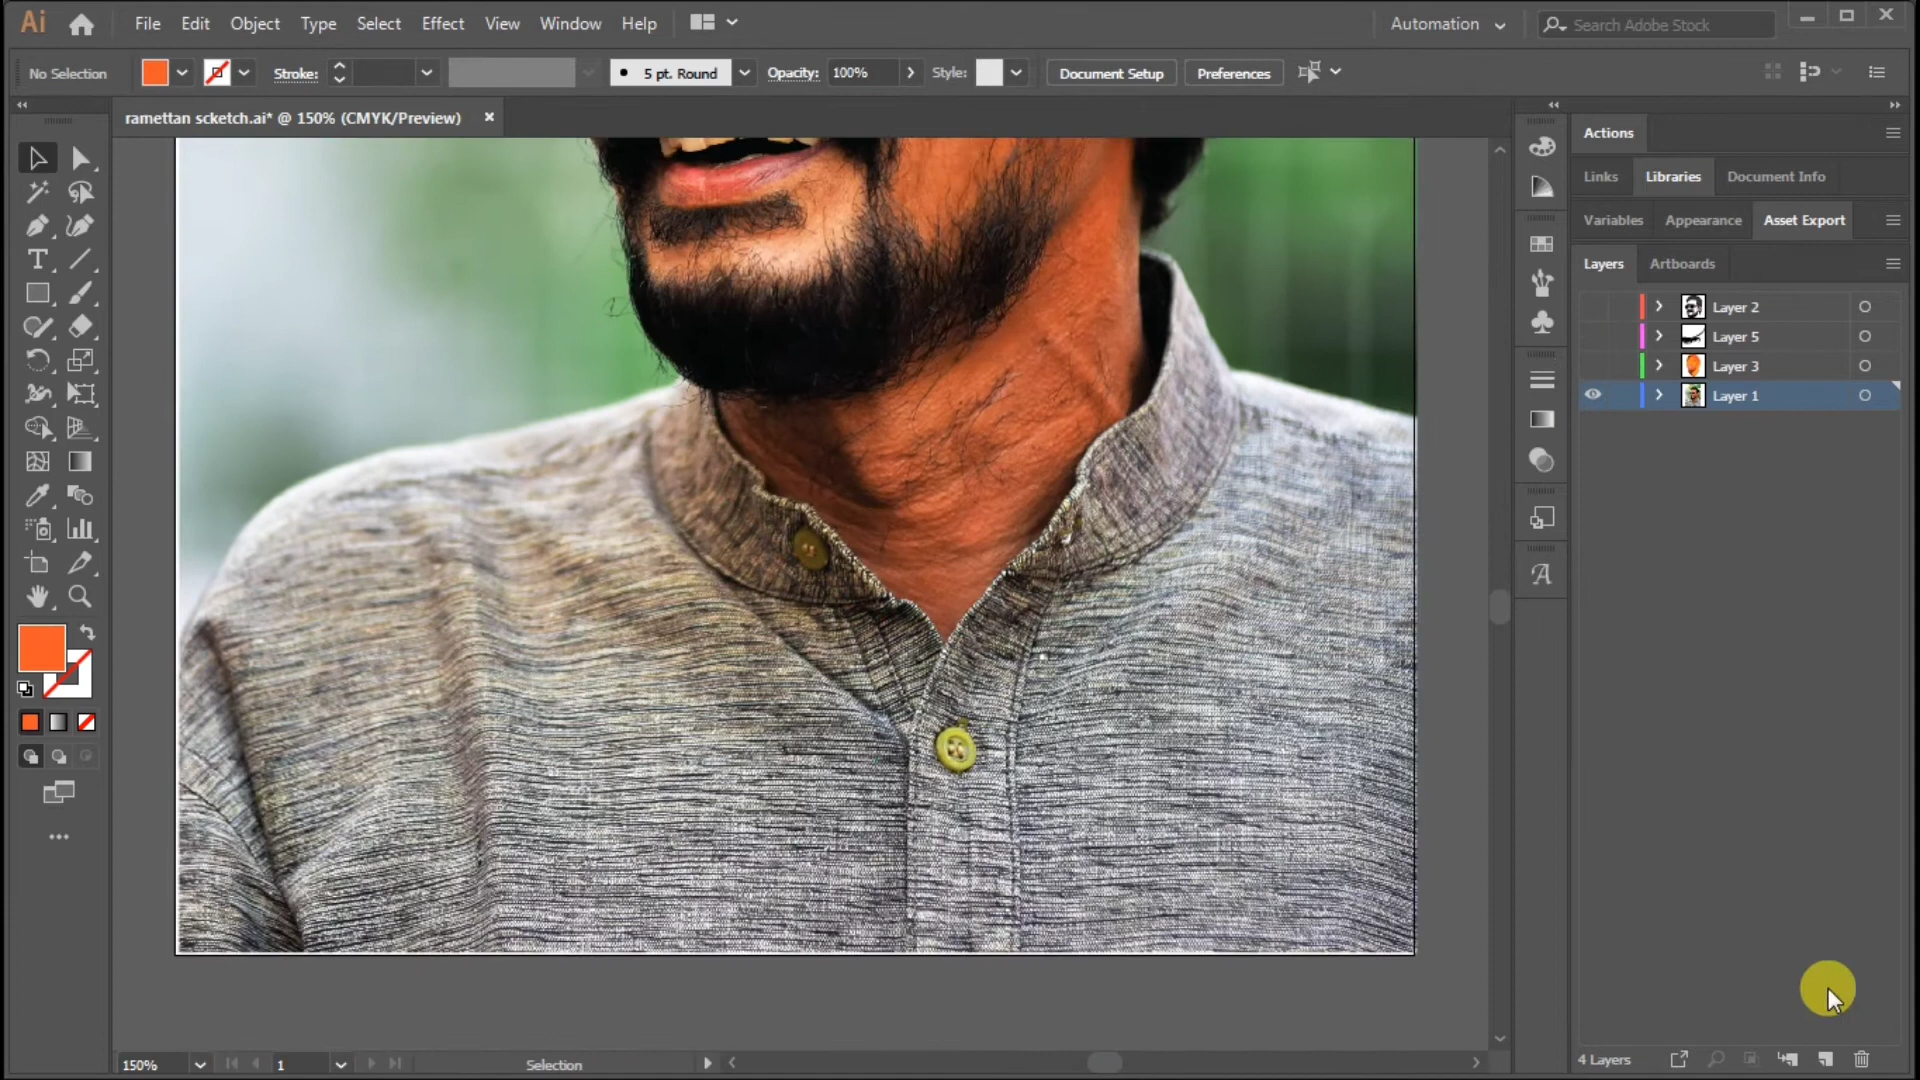 Ai File Edit Object Type Select Effect View Window Help Automation Search Adobe Stock
No Selection Stroke: 5 pt. Round Opacity: 100% Style: Document Setup Preferences
ramettan scketch.ai* @ 150% (CMYK/Preview)
Actions
Links Libraries Document Info
Variables Appearance Asset Export
Layers Artboards
Layer 2
Layer 5
Layer 3
Layer 1
150% 1 Selection 4 Layers